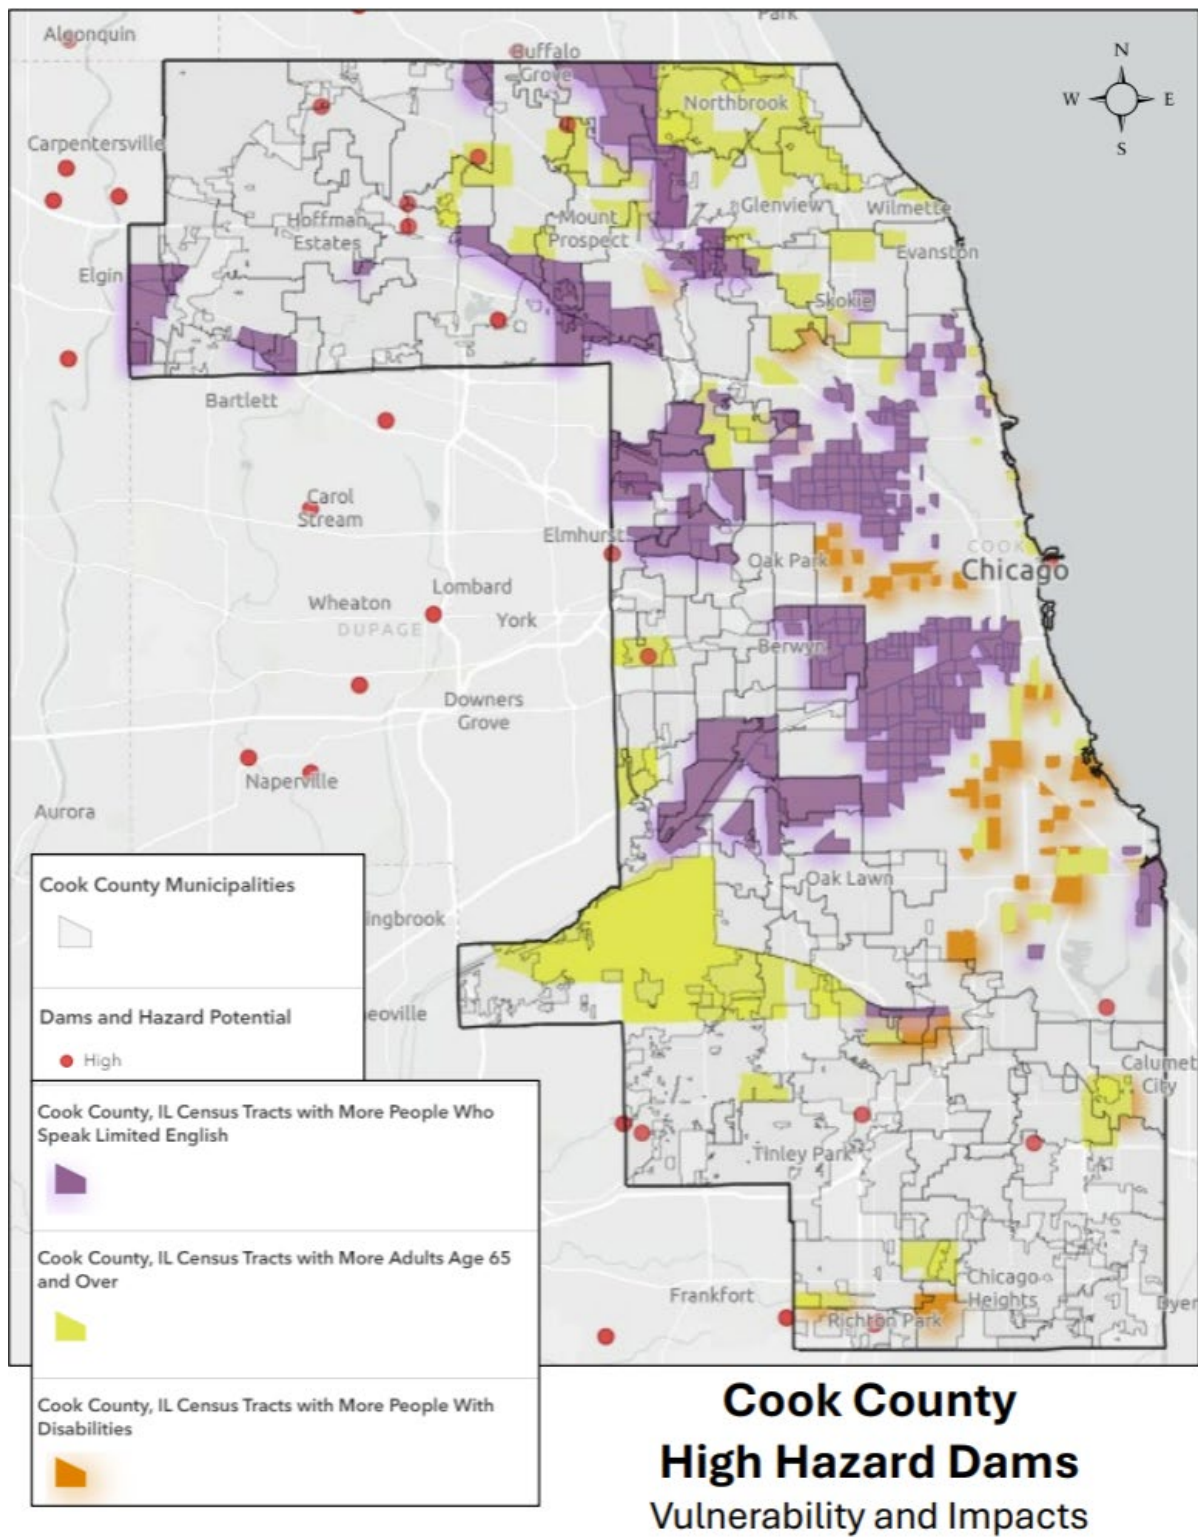 Park
Algonquin
Buffalo
Grove
N
W E
S
Northbrook
Carpentersville
Hoffman
Estates
Mount
Prospect
Glenview
Wilmette
Elgin
Evanston
Skokie
Bartlett
Carol
Stream
Elmhurst
Oak Park
COOK
Chicago
Lombard
Wheaton
York
DUPAGE
Berwyn
Downers
Grove
Naperville
Aurora
Oak Lawn
Cook County Municipalities
ingbrook
Dams and Hazard Potential
eoville
High
Calumet
City
Cook County, IL Census Tracts with More People Who
Speak Limited English
Tinley Park
Cook County, IL Census Tracts with More Adults Age 65
and Over
Chicago
Heights
Frankfort
Dyer
Richton Park
Cook County, IL Census Tracts with More People With
Disabilities
Cook County
High Hazard Dams
Vulnerability and Impacts